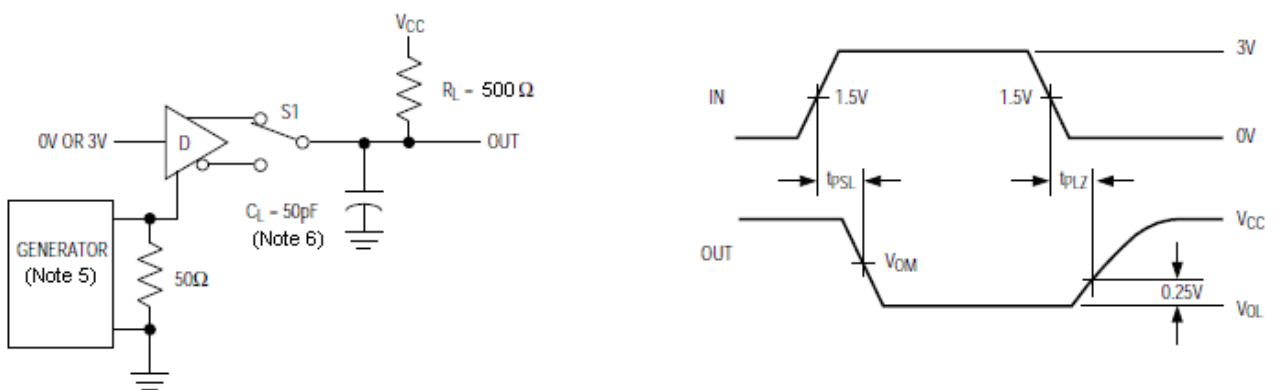 VCC
RL - 500 Ω
S1
0V OR 3V
D
OUT
CL - 50pF
(Note 6)
GENERATOR
(Note 5)
50Ω
3V
IN
1.5V
1.5V
0V
tPSL
tPLZ
VCC
OUT
VOM
0.25V
VOL